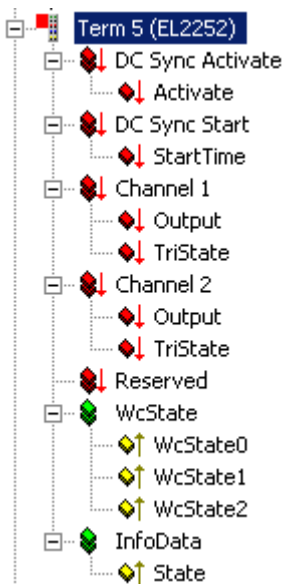 Term 5 (EL2252)
DC Sync Activate
Activate
DC Sync Start
StartTime
Channel 1
Output
TriState
Channel 2
Output
TriState
Reserved
WcState
WcState0
WcState1
WcState2
InfoData
State